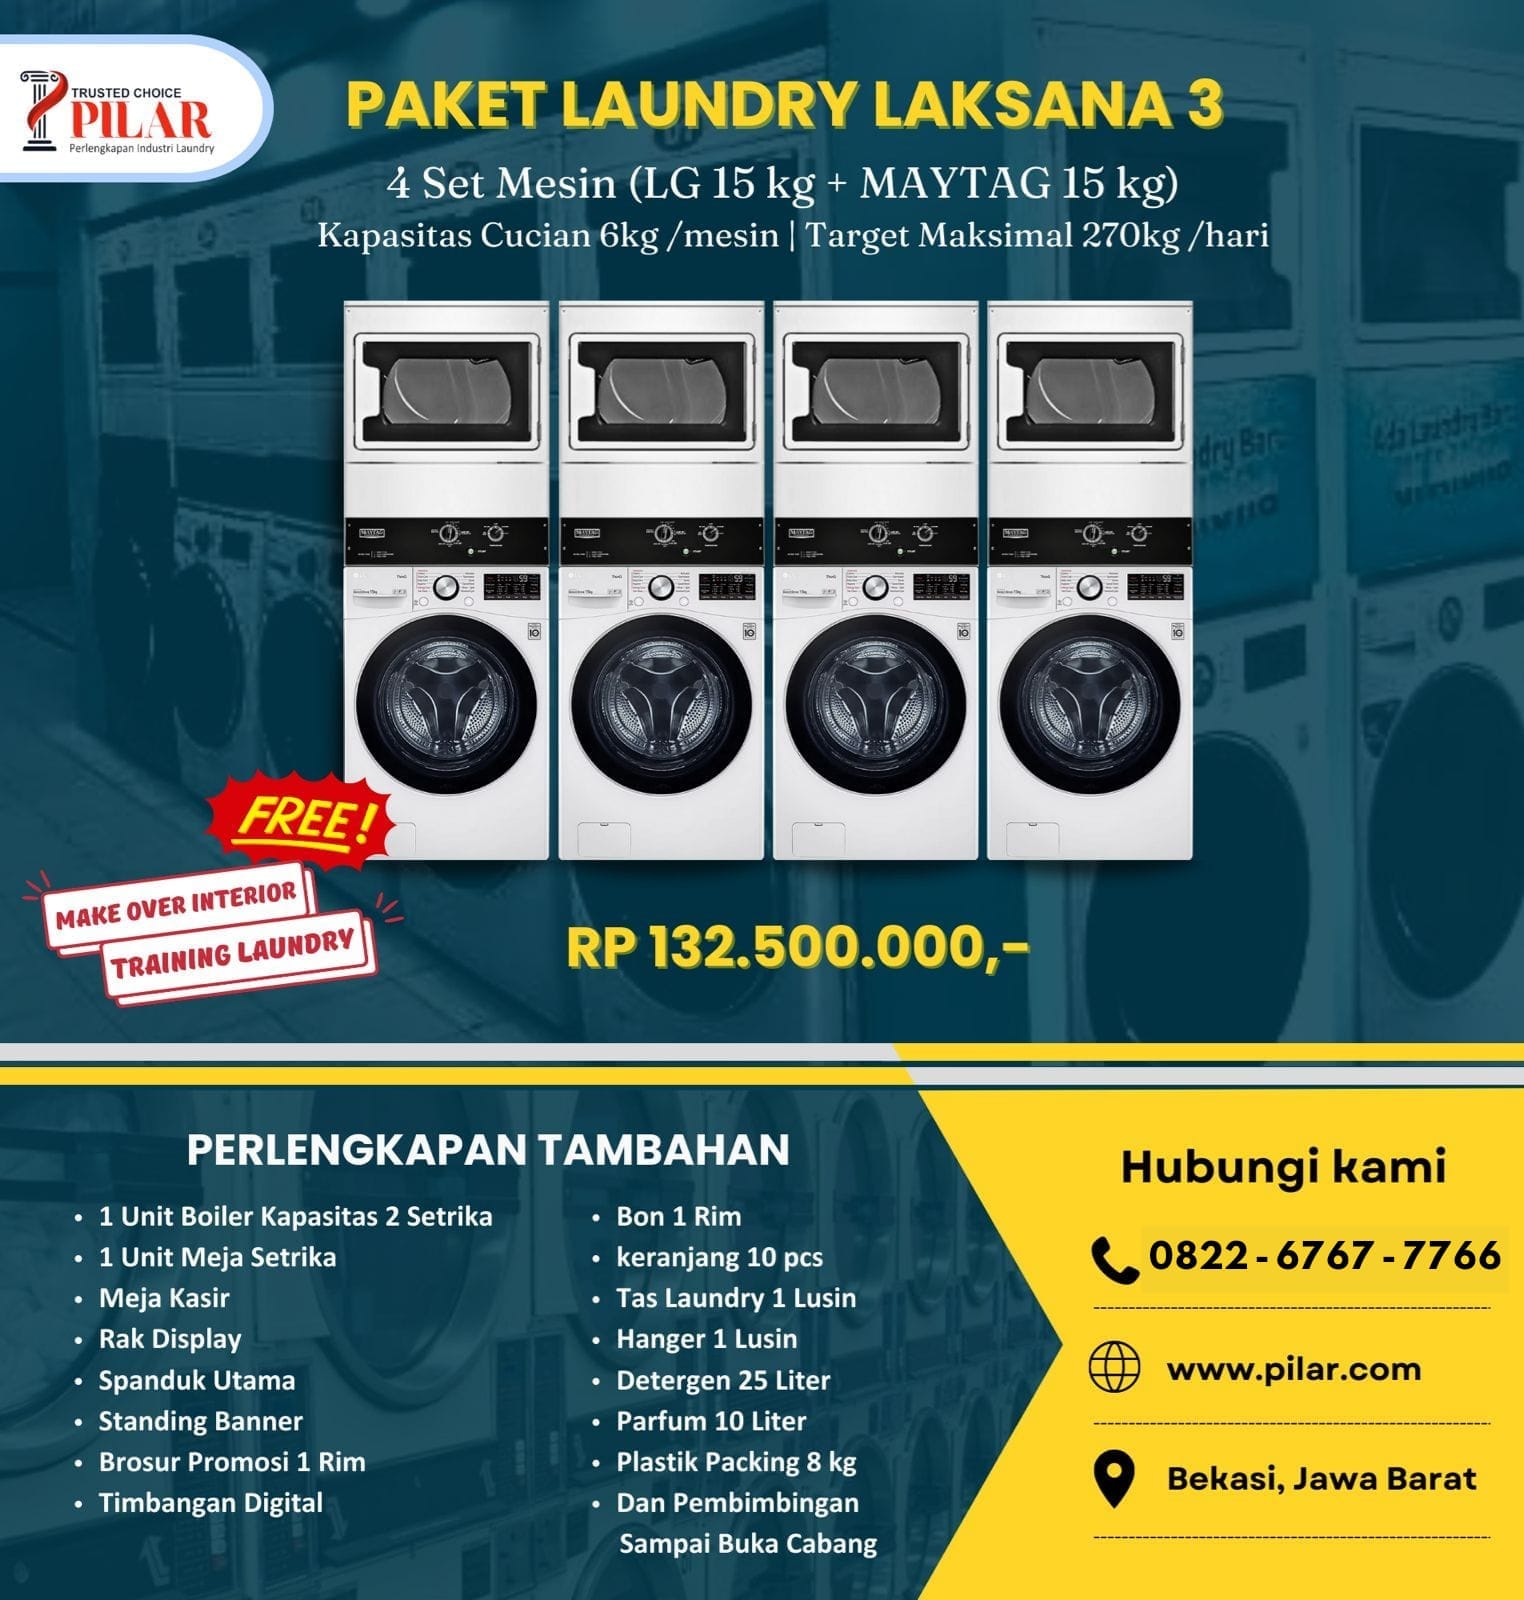 TRUSTED CHOICE
PILAR
Perlengkapan Industri Laundry
PAKET LAUNDRY LAKSANA 3
4 Set Mesin (LG 15 kg + MAYTAG 15 kg)
Kapasitas Cucian 6kg /mesin | Target Maksimal 270kg /hari
MAYTAG MAYTAG MAYTAG MAYTAG
FREE!
MAKE OVER INTERIOR
TRAINING LAUNDRY
RP 132.500.000,-
PERLENGKAPAN TAMBAHAN
• 1 Unit Boiler Kapasitas 2 Setrika
• 1 Unit Meja Setrika
• Meja Kasir
• Rak Display
• Spanduk Utama
• Standing Banner
• Brosur Promosi 1 Rim
• Timbangan Digital
• Bon 1 Rim
• keranjang 10 pcs
• Tas Laundry 1 Lusin
• Hanger 1 Lusin
• Detergen 25 Liter
• Parfum 10 Liter
• Plastik Packing 8 kg
• Dan Pembimbingan
Sampai Buka Cabang
Hubungi kami
0822 - 6767 - 7766
www.pilar.com
Bekasi, Jawa Barat